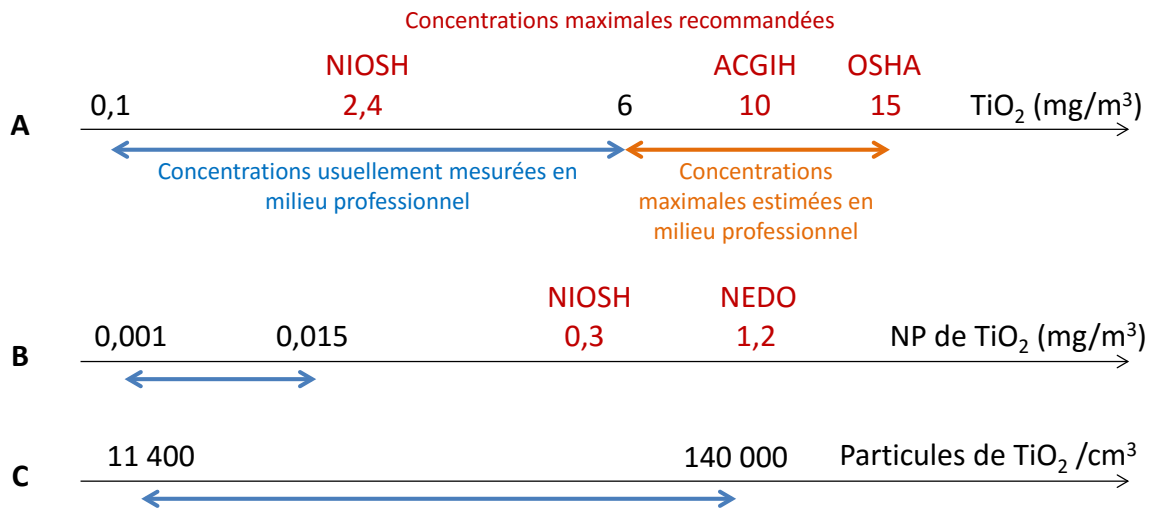 Concentrations maximales recommandées
NIOSH ACGIH OSHA
0,1 2,4 6 10 15 TiO₂ (mg/m³)
A
Concentrations usuellement mesurées en milieu professionnel
Concentrations maximales estimées en milieu professionnel
NIOSH NEDO
0,001 0,015 0,3 1,2 NP de TiO₂ (mg/m³)
B
11 400 140 000 Particules de TiO₂ /cm³
C